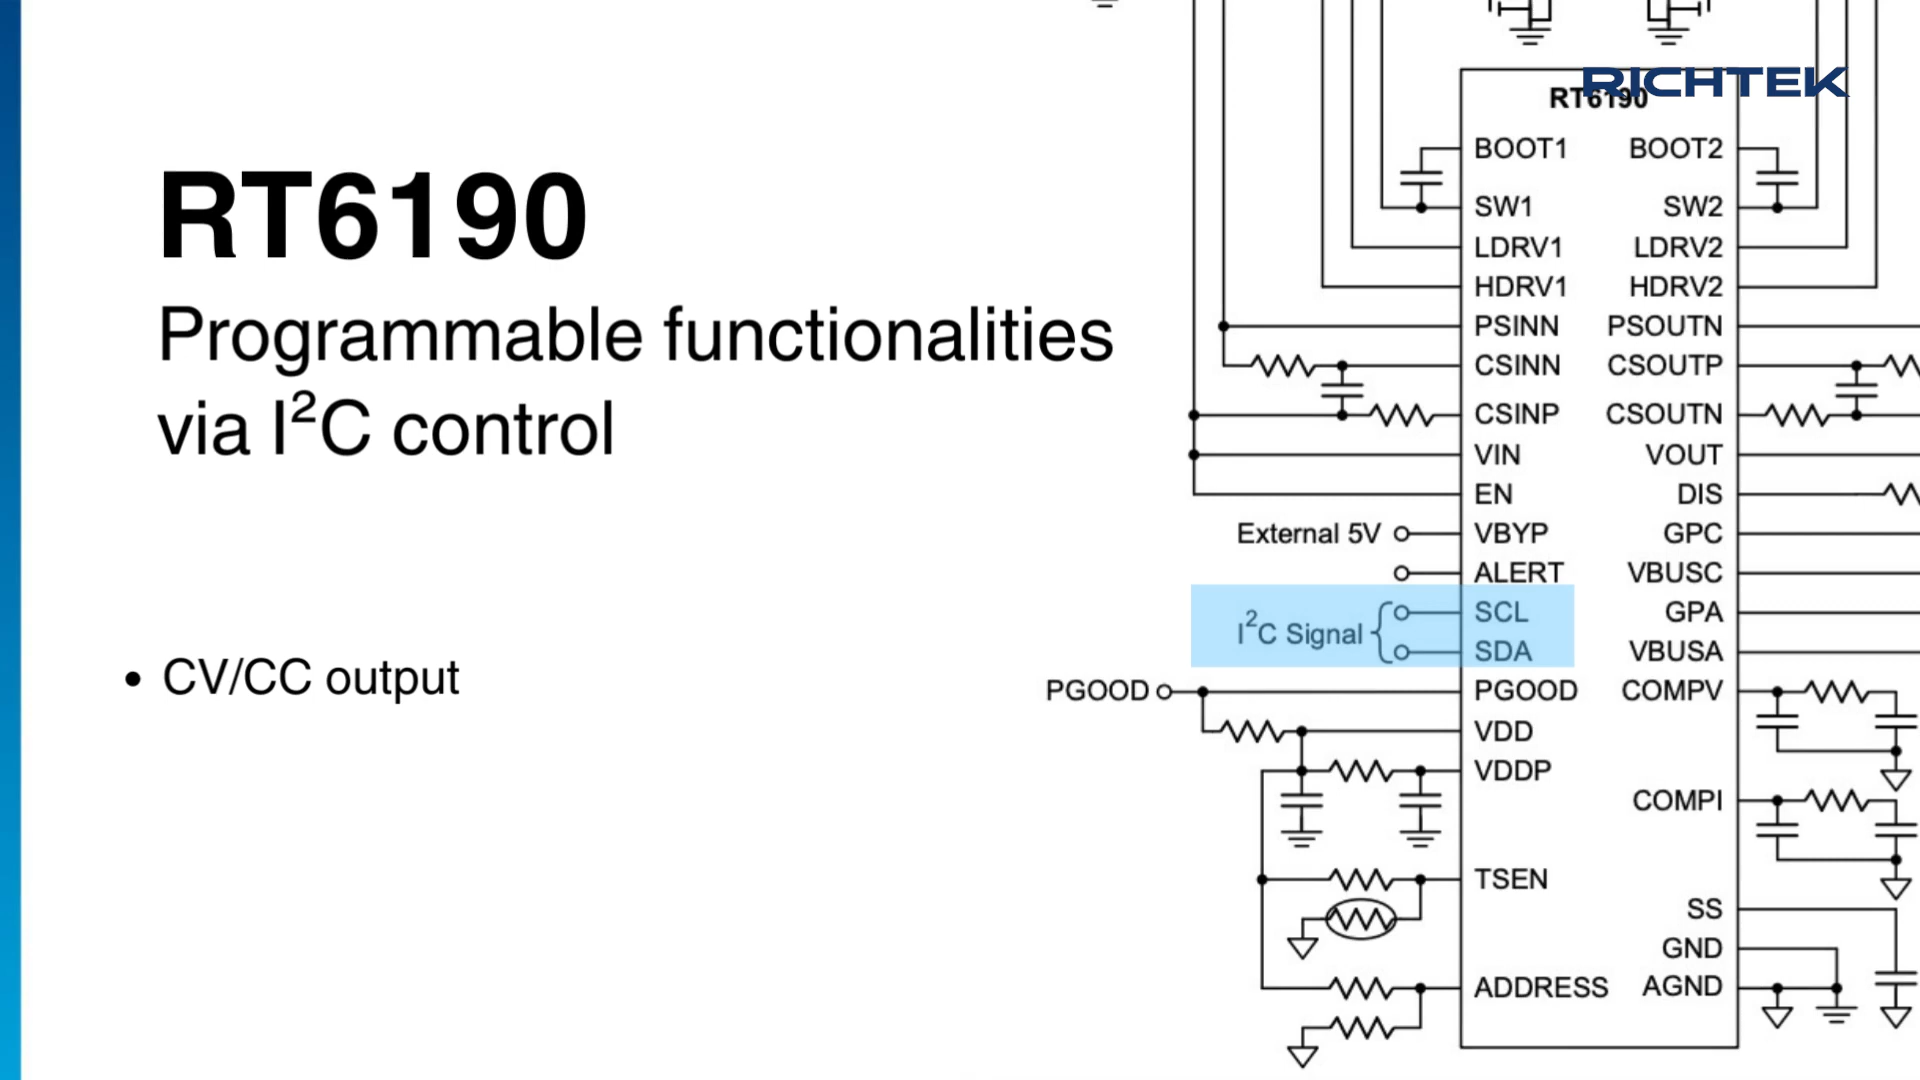 RICHTEK
RT6190
Programmable functionalities
via I²C control
• CV/CC output
RT6190
BOOT1 BOOT2
SW1 SW2
LDRV1 LDRV2
HDRV1 HDRV2
PSINN PSOUTN
CSINN CSOUTP
CSINP CSOUTN
VIN VOUT
EN DIS
External 5V VBYP GPC
ALERT VBUSC
I²C Signal
SCL GPA
SDA VBUSA
PGOOD PGOOD COMPV
VDD
VDDP
COMPI
TSEN
SS
GND
ADDRESS AGND